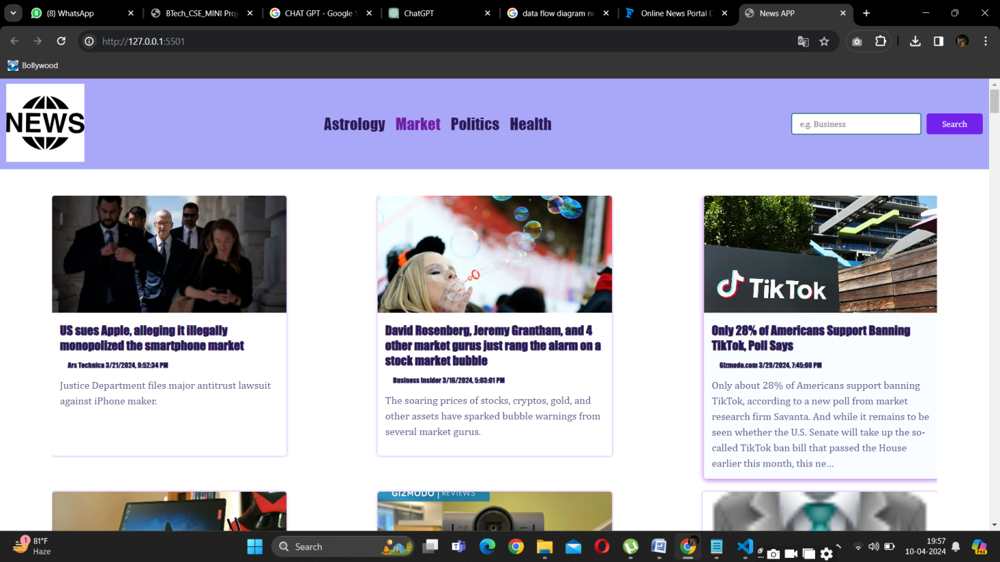 (8) WhatsApp
BTech_CSE_MINI Proj
CHAT GPT - Google S
ChatGPT
data flow diagram ne
Online News Portal D
News APP
http://127.0.0.1:5501
Bollywood
NEWS
Astrology Market Politics Health
e.g. Business
Search
TikTok
US sues Apple, alleging it illegally
monopolized the smartphone market
Ars Technica 3/21/2024, 9:52:34 PM
Justice Department files major antitrust lawsuit
against iPhone maker.
David Rosenberg, Jeremy Grantham, and 4
other market gurus just rang the alarm on a
stock market bubble
Business Insider 3/16/2024, 5:03:01 PM
The soaring prices of stocks, cryptos, gold, and
other assets have sparked bubble warnings from
several market gurus.
Only 28% of Americans Support Banning
TikTok, Poll Says
Gizmodo.com 3/29/2024, 7:45:00 PM
Only about 28% of Americans support banning
TikTok, according to a new poll from market
research firm Savanta. And while it remains to be
seen whether the U.S. Senate will take up the so-
called TikTok ban bill that passed the House
earlier this month, this ne…
GIZMODO | REVIEWS
logi
1
81°F
Haze
Search
19:57
10-04-2024
PRE